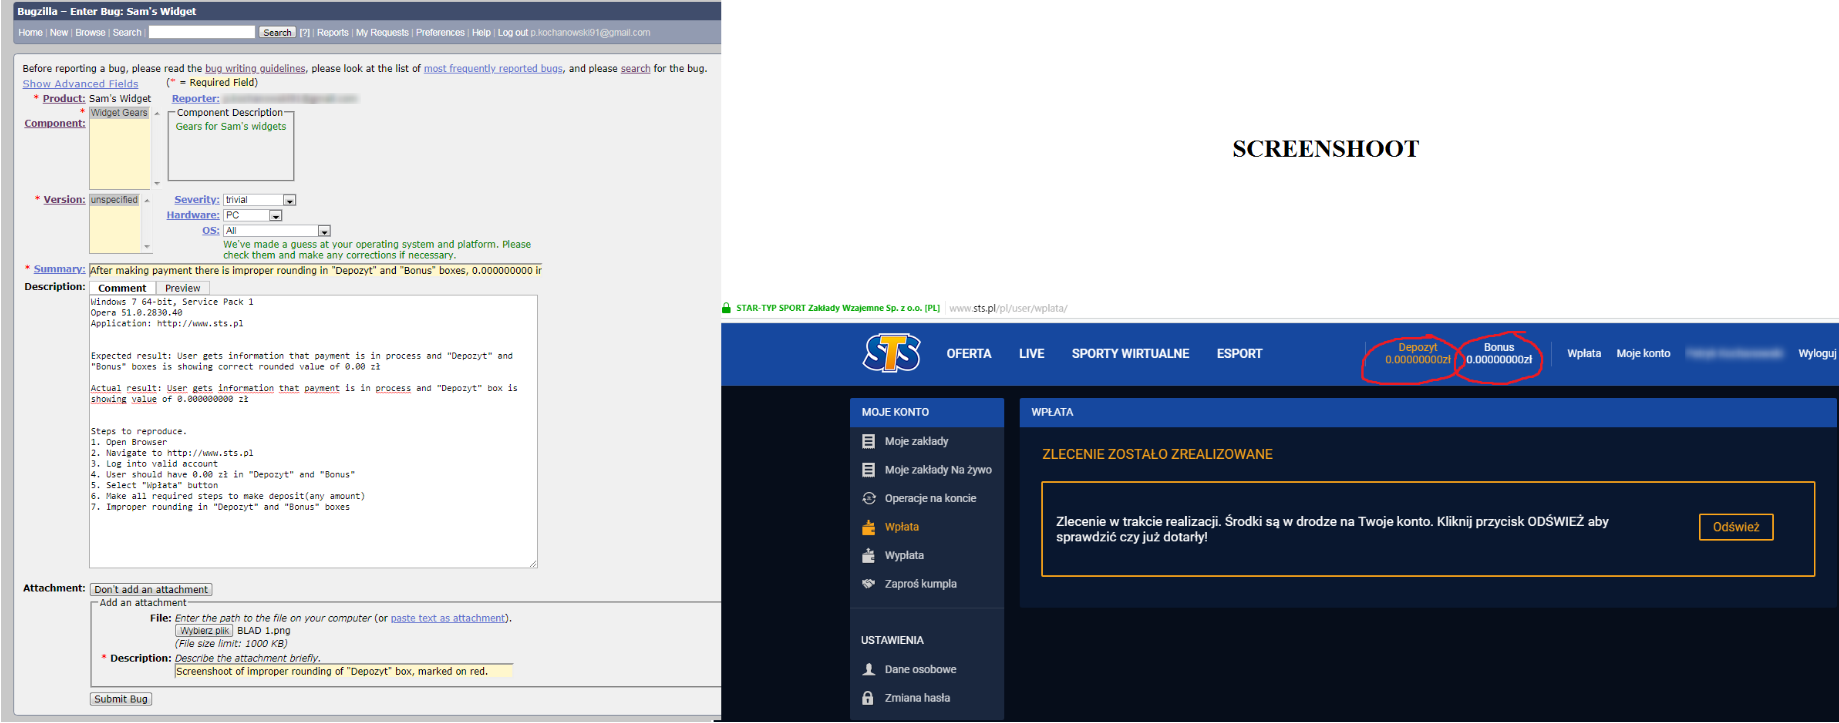 Bugzilla – Enter Bug: Sam's Widget
Home | New | Browse | Search | Search [?] | Reports | My Requests | Preferences | Help | Log out p.kochanowski91@gmail.com
Before reporting a bug, please read the bug writing guidelines, please look at the list of most frequently reported bugs, and please search for the bug.
Show Advanced Fields (* = Required Field)
* Product: Sam's Widget Reporter:
* Component: Widget Gears
Component Description
Gears for Sam's widgets
* Version: unspecified
Severity: trivial
Hardware: PC
OS: All
We've made a guess at your operating system and platform. Please
check them and make any corrections if necessary.
* Summary: After making payment there is improper rounding in "Depozyt" and "Bonus" boxes, 0.000000000 ir
Description: Comment Preview
Windows 7 64-bit, Service Pack 1
Opera 51.0.2830.40
Application: http://www.sts.pl
Expected result: User gets information that payment is in process and "Depozyt" and
"Bonus" boxes is showing correct rounded value of 0.00 zł
Actual result: User gets information that payment is in process and "Depozyt" box is
showing value of 0.000000000 zł
Steps to reproduce.
1. Open Browser
2. Navigate to http://www.sts.pl
3. Log into valid account
4. User should have 0.00 zł in "Depozyt" and "Bonus"
5. Select "Wpłata" button
6. Make all required steps to make deposit(any amount)
7. Improper rounding in "Depozyt" and "Bonus" boxes
Attachment: Don't add an attachment
Add an attachment
File: Enter the path to the file on your computer (or paste text as attachment).
Wybierz plik BLAD 1.png
(File size limit: 1000 KB)
* Description: Describe the attachment briefly.
Screenshoot of improper rounding of "Depozyt" box, marked on red.
Submit Bug
SCREENSHOOT
STAR-TYP SPORT Zakłady Wzajemne Sp. z o.o. [PL] www.sts.pl/pl/user/wplata/
STS OFERTA LIVE SPORTY WIRTUALNE ESPORT
Depozyt
0.00000000zł
Bonus
0.00000000zł
Wpłata Moje konto Wyloguj
MOJE KONTO
Moje zakłady
Moje zakłady Na żywo
Operacje na koncie
Wpłata
Wypłata
Zaproś kumpla
USTAWIENIA
Dane osobowe
Zmiana hasła
WPŁATA
ZLECENIE ZOSTAŁO ZREALIZOWANE
Zlecenie w trakcie realizacji. Środki są w drodze na Twoje konto. Kliknij przycisk ODŚWIEŻ aby
sprawdzić czy już dotarły!
Odśwież